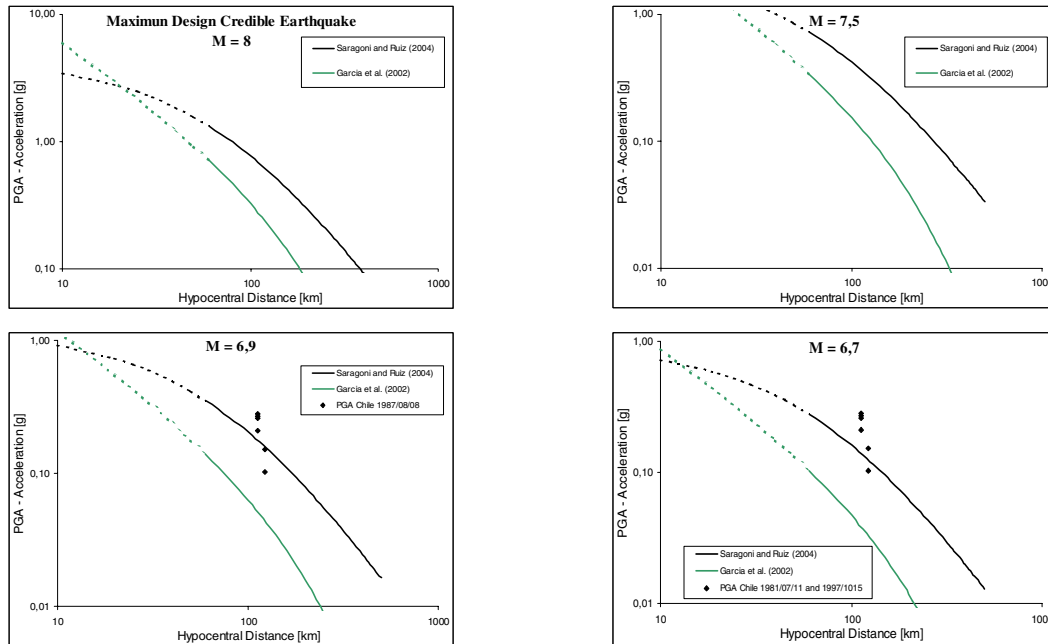 Maximun Design Credible Earthquake
M = 8
10,00
1,00
0,10
10
100
1000
PGA - Acceleration [g]
Hypocentral Distance [km]
Saragoni and Ruiz (2004)
Garcia et al. (2002)
M = 7,5
1,00
0,10
0,01
10
100
100
PGA - Acceleration [g]
Hypocentral Distance [km]
Saragoni and Ruiz (2004)
Garcia et al. (2002)
M = 6,9
1,00
0,10
0,01
10
100
1000
PGA - Acceleration [g]
Hypocentral Distance [km]
Saragoni and Ruiz (2004)
Garcia et al. (2002)
PGA Chile 1987/08/08
M = 6,7
1,00
0,10
0,01
10
100
100
PGA - Acceleration [g]
Hypocentral Distance [km]
Saragoni and Ruiz (2004)
Garcia et al. (2002)
PGA Chile 1981/07/11 and 1997/1015